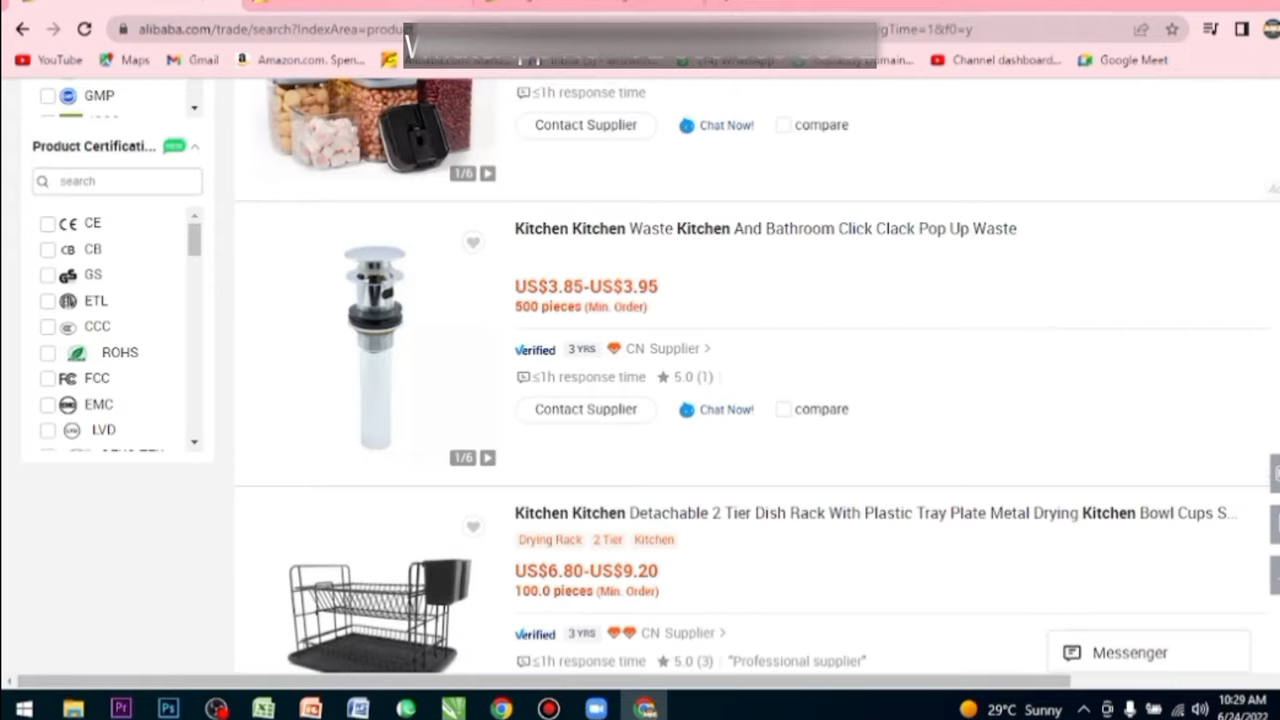 alibaba.com/trade/search?IndexArea=produ
gTime=1&f0=y
YouTube
Maps
Gmail
Amazon.com. Spen...
Channel dashboard...
Google Meet
GMP
Product Certificati...
NEW
search
CE
CB
GS
ETL
CCC
ROHS
FCC
EMC
LVD
≤1h response time
Contact Supplier
Chat Now!
compare
1/6
Kitchen Kitchen Waste Kitchen And Bathroom Click Clack Pop Up Waste
US$3.85-US$3.95
500 pieces (Min. Order)
Verified 3 YRS CN Supplier >
≤1h response time ★ 5.0 (1)
Contact Supplier
Chat Now!
compare
1/6
Kitchen Kitchen Detachable 2 Tier Dish Rack With Plastic Tray Plate Metal Drying Kitchen Bowl Cups S...
Drying Rack 2 Tier Kitchen
US$6.80-US$9.20
100.0 pieces (Min. Order)
Verified 3 YRS CN Supplier >
≤1h response time ★ 5.0 (3) "Professional supplier"
Messenger
29°C Sunny
10:29 AM
6/24/2022